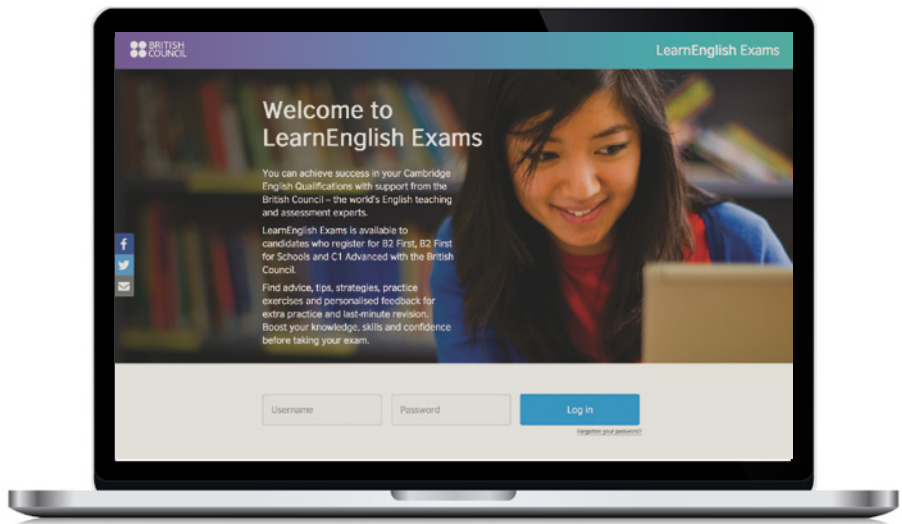 BRITISH
COUNCIL
LearnEnglish Exams
Welcome to
LearnEnglish Exams
You can achieve success in your Cambridge
English Qualifications with support from the
British Council – the world's English teaching
and assessment experts.
LearnEnglish Exams is available to
candidates who register for B2 First, B2 First
for Schools and C1 Advanced with the British
Council.
Find advice, tips, strategies, practice
exercises and personalised feedback for
extra practice and last-minute revision.
Boost your knowledge, skills and confidence
before taking your exam.
Username
Password
Log in
Forgotten your password?